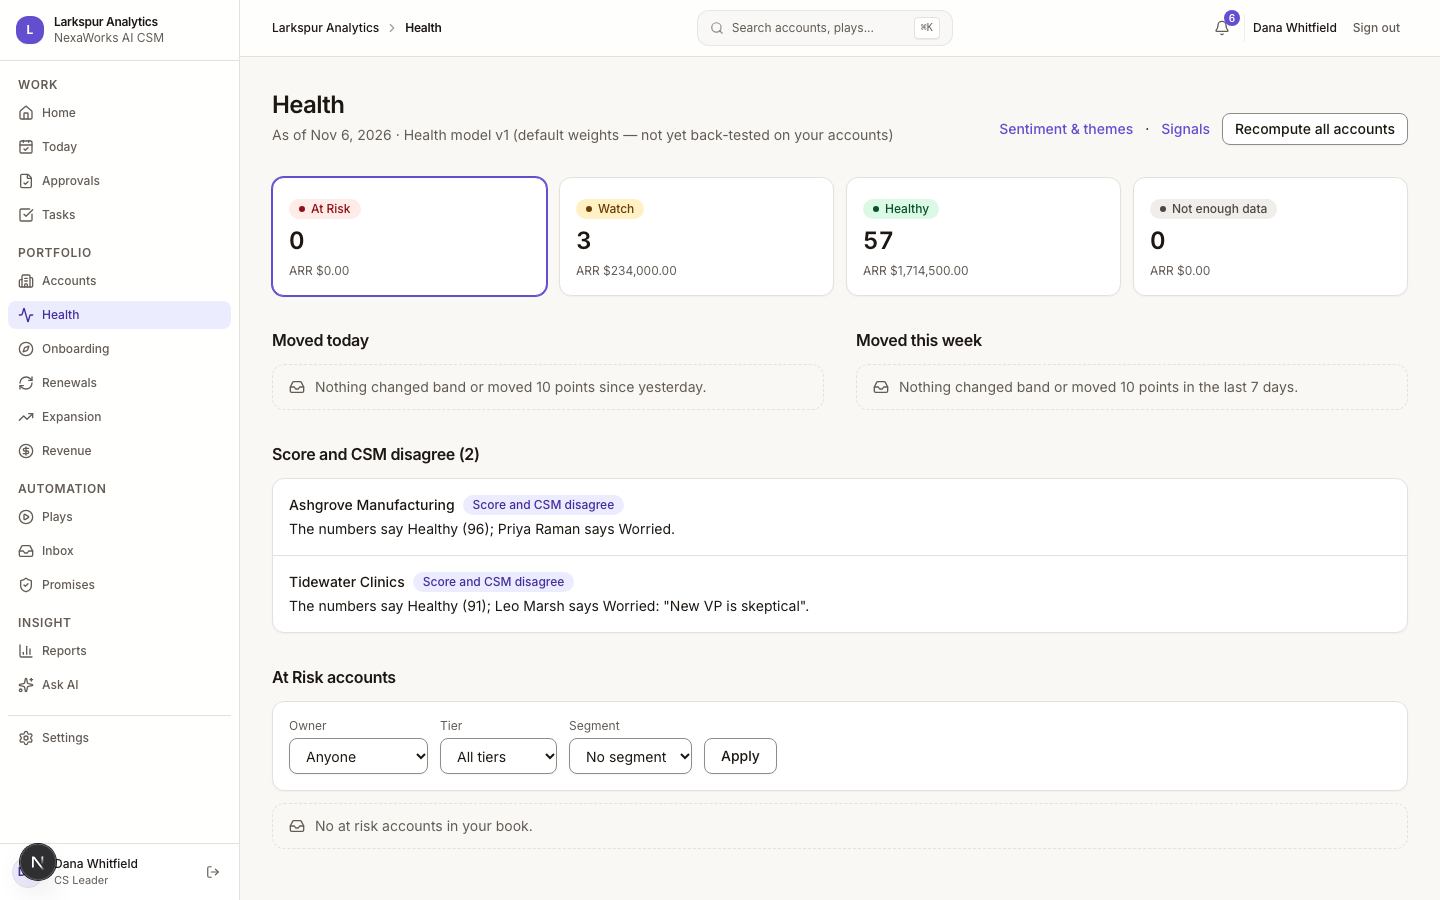 L
Larkspur Analytics
NexaWorks AI CSM
WORK
Home
Today
Approvals
Tasks
PORTFOLIO
Accounts
Health
Onboarding
Renewals
Expansion
Revenue
AUTOMATION
Plays
Inbox
Promises
INSIGHT
Reports
Ask AI
Settings
N
Dana Whitfield
CS Leader
Larkspur Analytics > Health
Search accounts, plays... ⌘K
6
Dana Whitfield
Sign out
Health
As of Nov 6, 2026 · Health model v1 (default weights — not yet back-tested on your accounts)
Sentiment & themes · Signals
Recompute all accounts
At Risk
0
ARR $0.00
Watch
3
ARR $234,000.00
Healthy
57
ARR $1,714,500.00
Not enough data
0
ARR $0.00
Moved today
Nothing changed band or moved 10 points since yesterday.
Moved this week
Nothing changed band or moved 10 points in the last 7 days.
Score and CSM disagree (2)
Ashgrove Manufacturing Score and CSM disagree
The numbers say Healthy (96); Priya Raman says Worried.
Tidewater Clinics Score and CSM disagree
The numbers say Healthy (91); Leo Marsh says Worried: "New VP is skeptical".
At Risk accounts
Owner
Anyone
Tier
All tiers
Segment
No segment
Apply
No at risk accounts in your book.